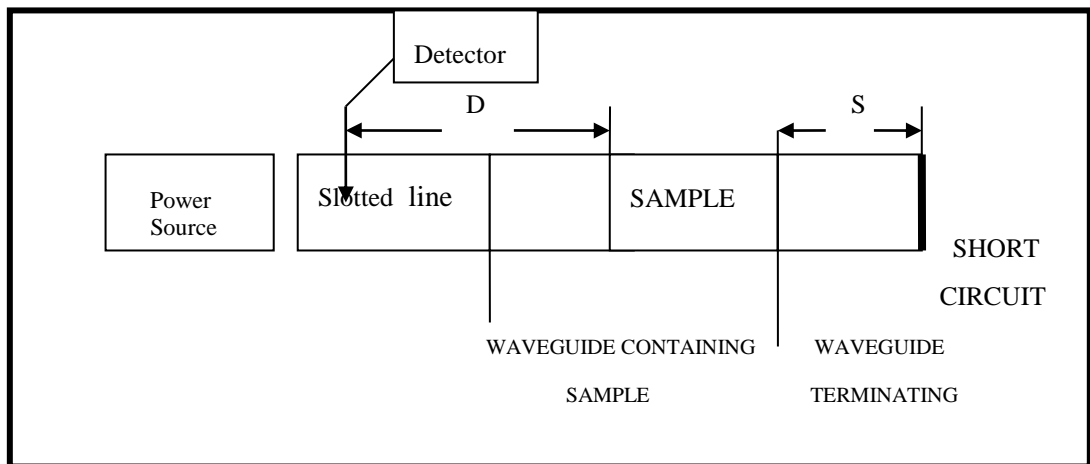 Detector
D
S
Power
Source
Slotted line
SAMPLE
SHORT
CIRCUIT
WAVEGUIDE CONTAINING
SAMPLE
WAVEGUIDE
TERMINATING